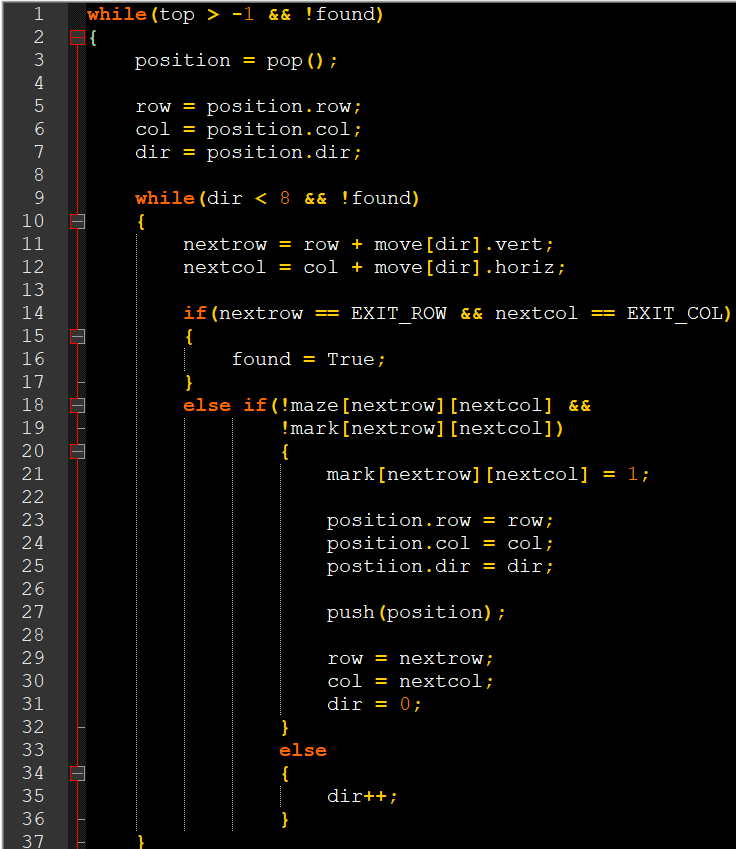 1 while(top > -1 && !found)
2 {
3 position = pop();
4
5 row = position.row;
6 col = position.col;
7 dir = position.dir;
8
9 while(dir < 8 && !found)
10 {
11 nextrow = row + move[dir].vert;
12 nextcol = col + move[dir].horiz;
13
14 if(nextrow == EXIT_ROW && nextcol == EXIT_COL)
15 {
16 found = True;
17 }
18 else if(!maze[nextrow][nextcol] &&
19 !mark[nextrow][nextcol])
20 {
21 mark[nextrow][nextcol] = 1;
22
23 position.row = row;
24 position.col = col;
25 postiion.dir = dir;
26
27 push(position);
28
29 row = nextrow;
30 col = nextcol;
31 dir = 0;
32 }
33 else
34 {
35 dir++;
36 }
37 }